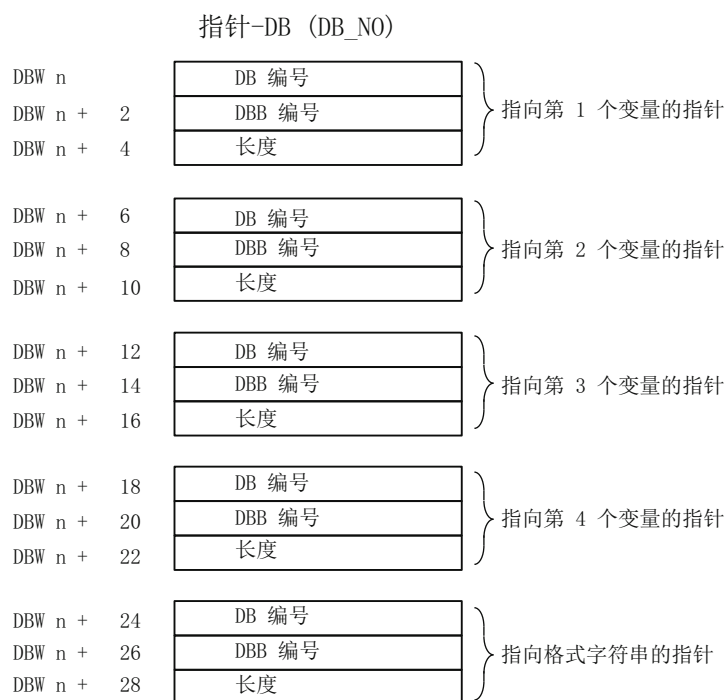 指针-DB (DB_NO)
DBW n DB 编号
DBW n + 2 DBB 编号 指向第 1 个变量的指针
DBW n + 4 长度
DBW n + 6 DB 编号
DBW n + 8 DBB 编号 指向第 2 个变量的指针
DBW n + 10 长度
DBW n + 12 DB 编号
DBW n + 14 DBB 编号 指向第 3 个变量的指针
DBW n + 16 长度
DBW n + 18 DB 编号
DBW n + 20 DBB 编号 指向第 4 个变量的指针
DBW n + 22 长度
DBW n + 24 DB 编号
DBW n + 26 DBB 编号 指向格式字符串的指针
DBW n + 28 长度